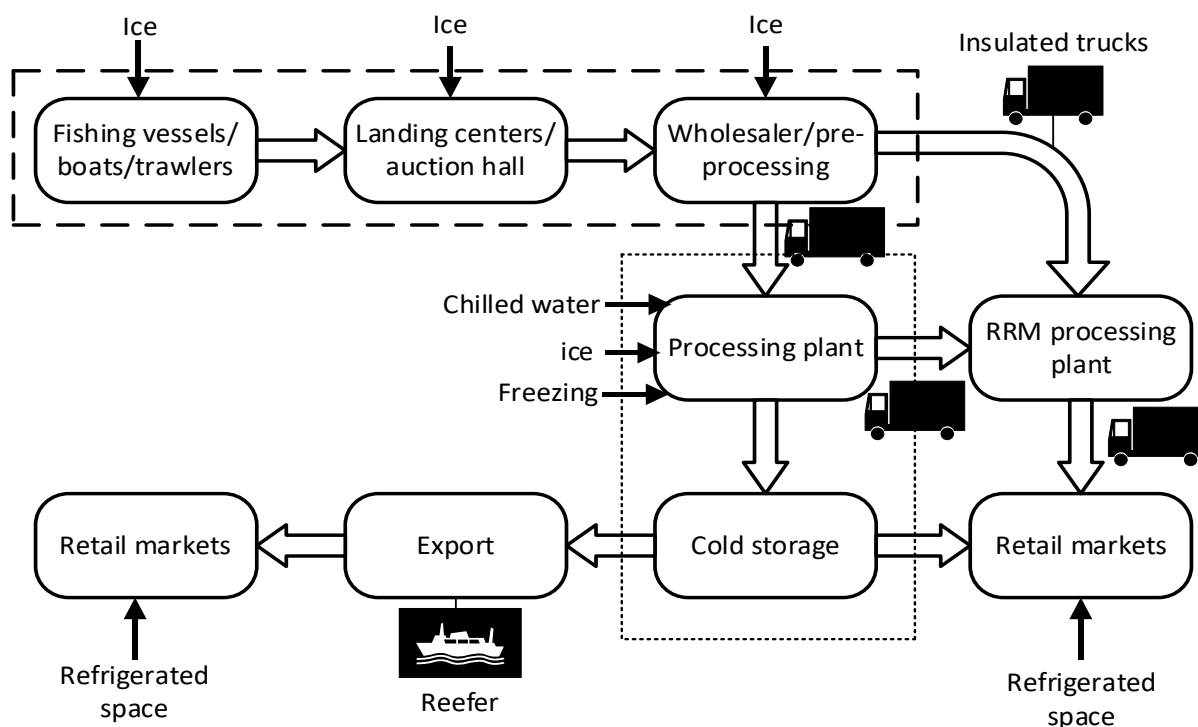 Ice
Ice
Ice
Insulated trucks
Fishing vessels/
boats/trawlers
Landing centers/
auction hall
Wholesaler/pre-
processing
Chilled water
ice
Freezing
Processing plant
RRM processing
plant
Retail markets
Export
Cold storage
Retail markets
Refrigerated
space
Reefer
Refrigerated
space